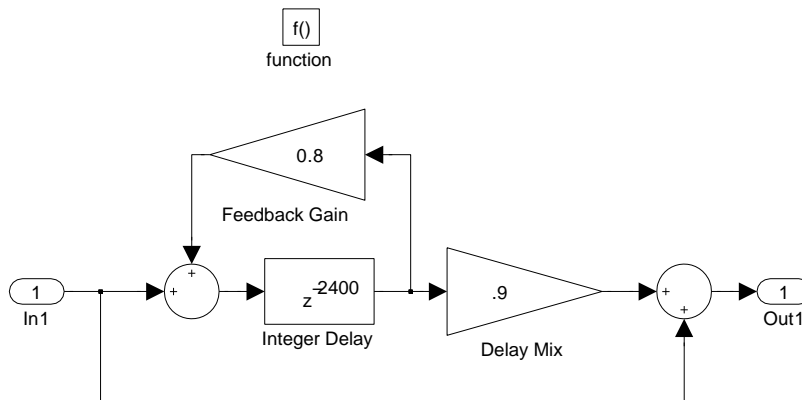 f()
function
0.8
Feedback Gain
+
1
In1
+
z^-2400
Integer Delay
.9
Delay Mix
+
+
1
Out1